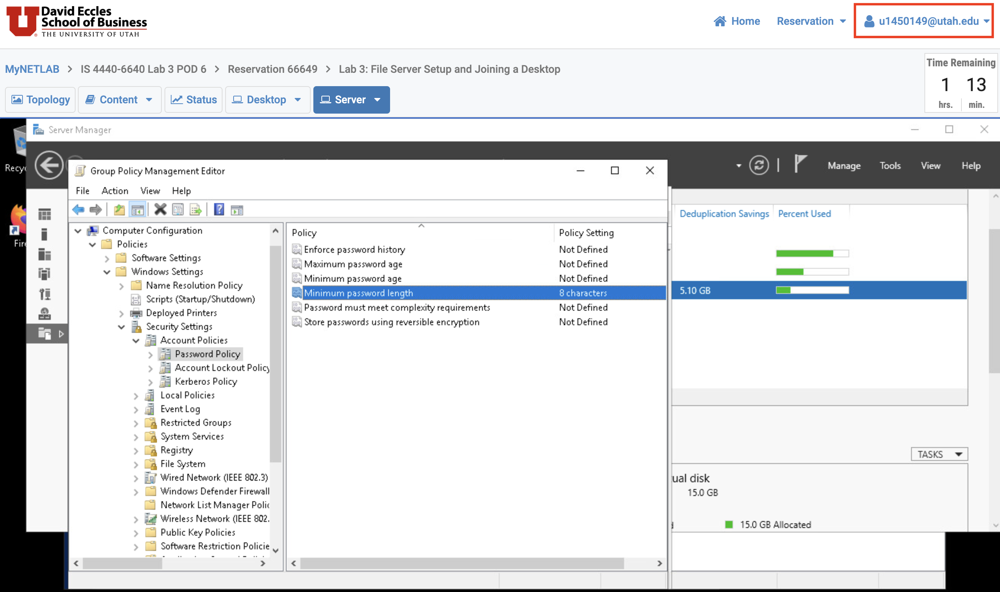 David Eccles
School of Business
THE UNIVERSITY OF UTAH
Home
Reservation
u1450149@utah.edu
MyNETLAB > IS 4440-6640 Lab 3 POD 6 > Reservation 66649 > Lab 3: File Server Setup and Joining a Desktop
Time Remaining
1 13
hrs. min.
Topology
Content
Status
Desktop
Server
Server Manager
Recyc
Fire
Manage Tools View Help
Group Policy Management Editor
File Action View Help
Computer Configuration
Policies
Software Settings
Windows Settings
Name Resolution Policy
Scripts (Startup/Shutdown)
Deployed Printers
Security Settings
Account Policies
Password Policy
Account Lockout Policy
Kerberos Policy
Local Policies
Event Log
Restricted Groups
System Services
Registry
File System
Wired Network (IEEE 802.3)
Windows Defender Firewall
Network List Manager Polic
Wireless Network (IEEE 802.
Public Key Policies
Software Restriction Policie
Policy Policy Setting
Enforce password history Not Defined
Maximum password age Not Defined
Minimum password age Not Defined
Minimum password length 8 characters
Password must meet complexity requirements Not Defined
Store passwords using reversible encryption Not Defined
Deduplication Savings Percent Used
5.10 GB
TASKS
ual disk
15.0 GB
15.0 GB Allocated